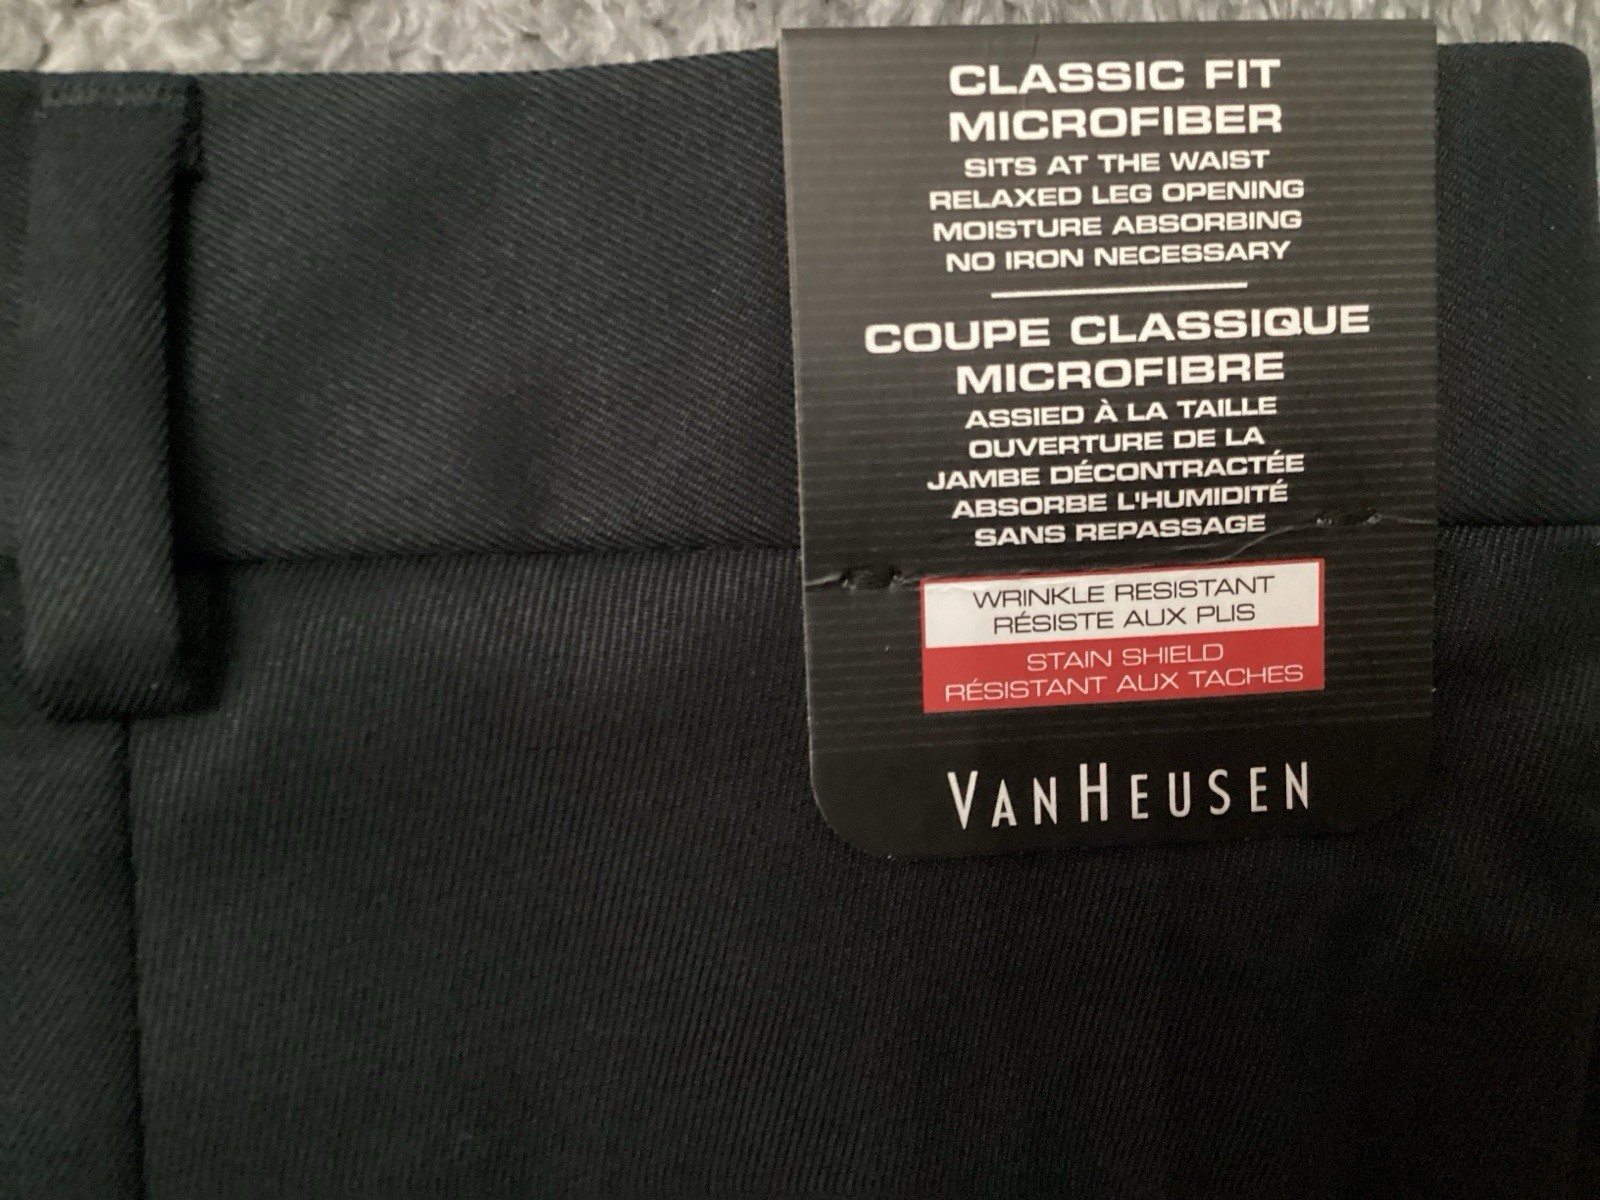 CLASSIC FIT
MICROFIBER
SITS AT THE WAIST
RELAXED LEG OPENING
MOISTURE ABSORBING
NO IRON NECESSARY
COUPE CLASSIQUE
MICROFIBRE
ASSIED À LA TAILLE
OUVERTURE DE LA
JAMBE DÉCONTRACTÉE
ABSORBE L'HUMIDITÉ
SANS REPASSAGE
WRINKLE RESISTANT
RÉSISTE AUX PLIS
STAIN SHIELD
RÉSISTANT AUX TACHES
VANHEUSEN